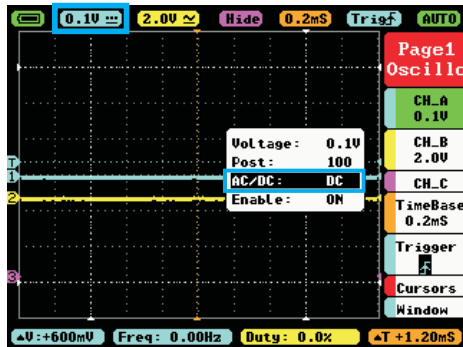 0.1V 2.0V Hide 0.2mS Trig AUTO
Page1
Oscillo
CH_A
0.1V
CH_B
2.0V
CH_C
TimeBase
0.2mS
Trigger
Cursors
Window
Voltage: 0.1V
Post: 100
AC/DC: DC
Enable: ON
T
1
2
3
▲V:+600mV Freq: 0.00Hz Duty: 0.0% ▲T +1.20mS